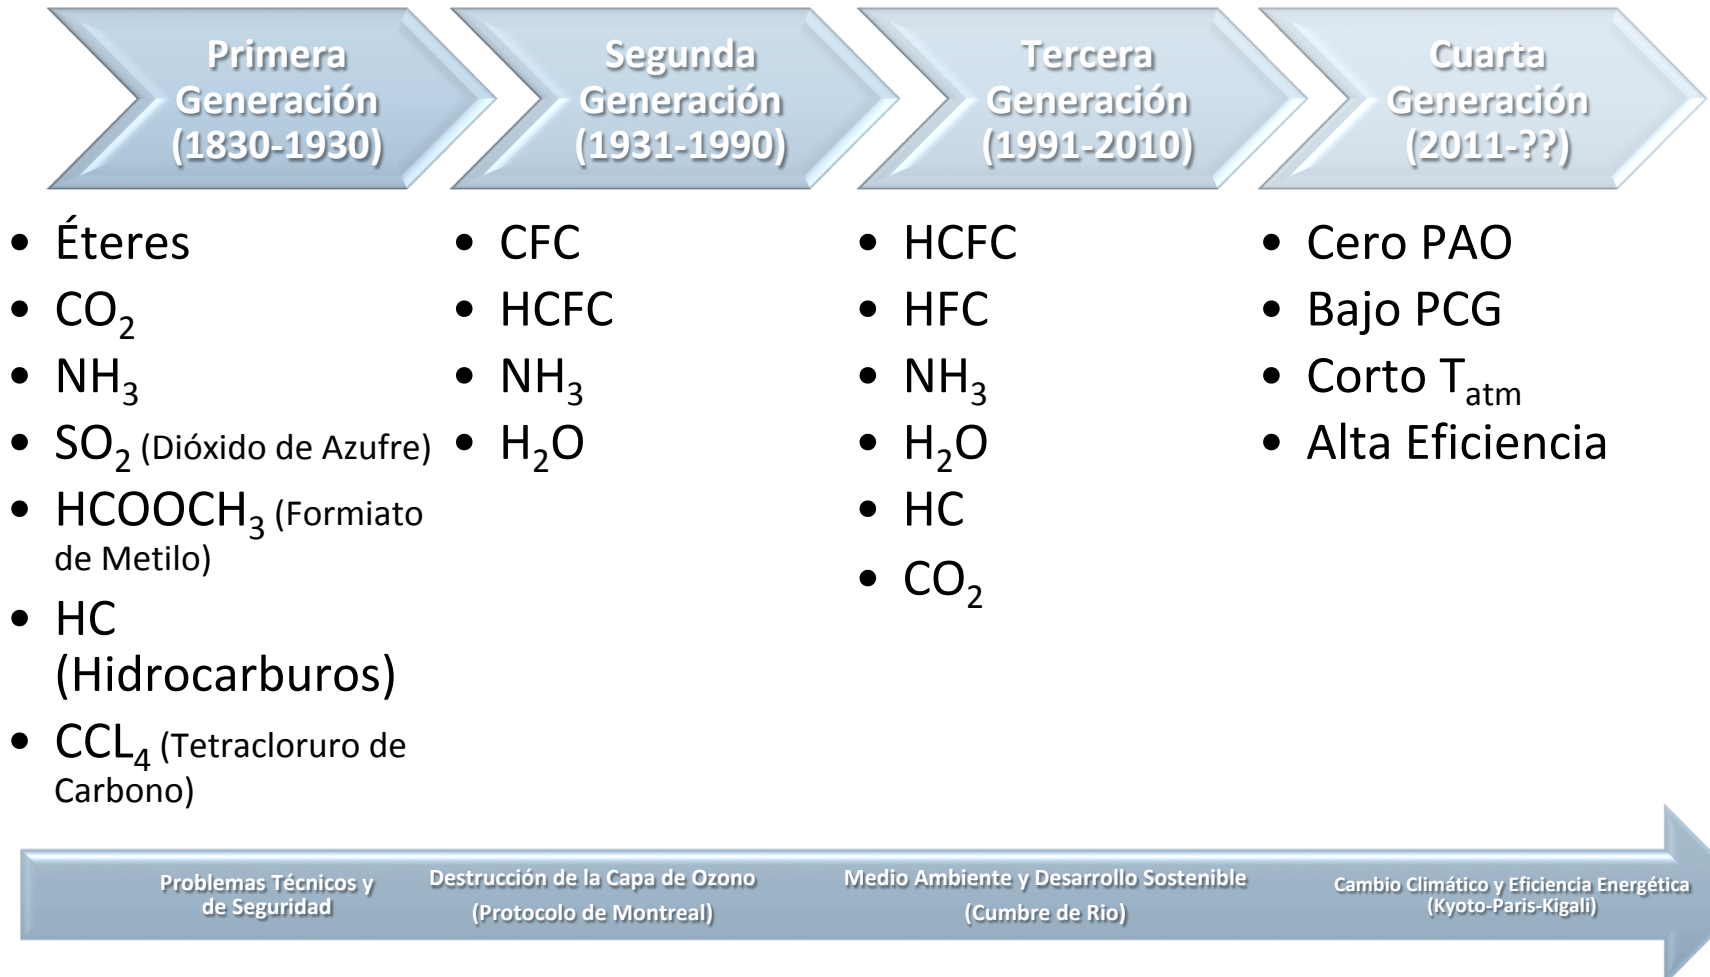 Primera
Generación
(1830-1930)
Segunda
Generación
(1931-1990)
Tercera
Generación
(1991-2010)
Cuarta
Generación
(2011-??)
• Éteres
• CO₂
• NH₃
• SO₂ (Dióxido de Azufre)
• HCOOCH₃ (Formiato
de Metilo)
• HC
(Hidrocarburos)
• CCL₄ (Tetracloruro de
Carbono)
• CFC
• HCFC
• NH₃
• H₂O
• HCFC
• HFC
• NH₃
• H₂O
• HC
• CO₂
• Cero PAO
• Bajo PCG
• Corto Tₐₜₘ
• Alta Eficiencia
Problemas Técnicos y
de Seguridad
Destrucción de la Capa de Ozono
(Protocolo de Montreal)
Medio Ambiente y Desarrollo Sostenible
(Cumbre de Rio)
Cambio Climático y Eficiencia Energética
(Kyoto-Paris-Kigali)